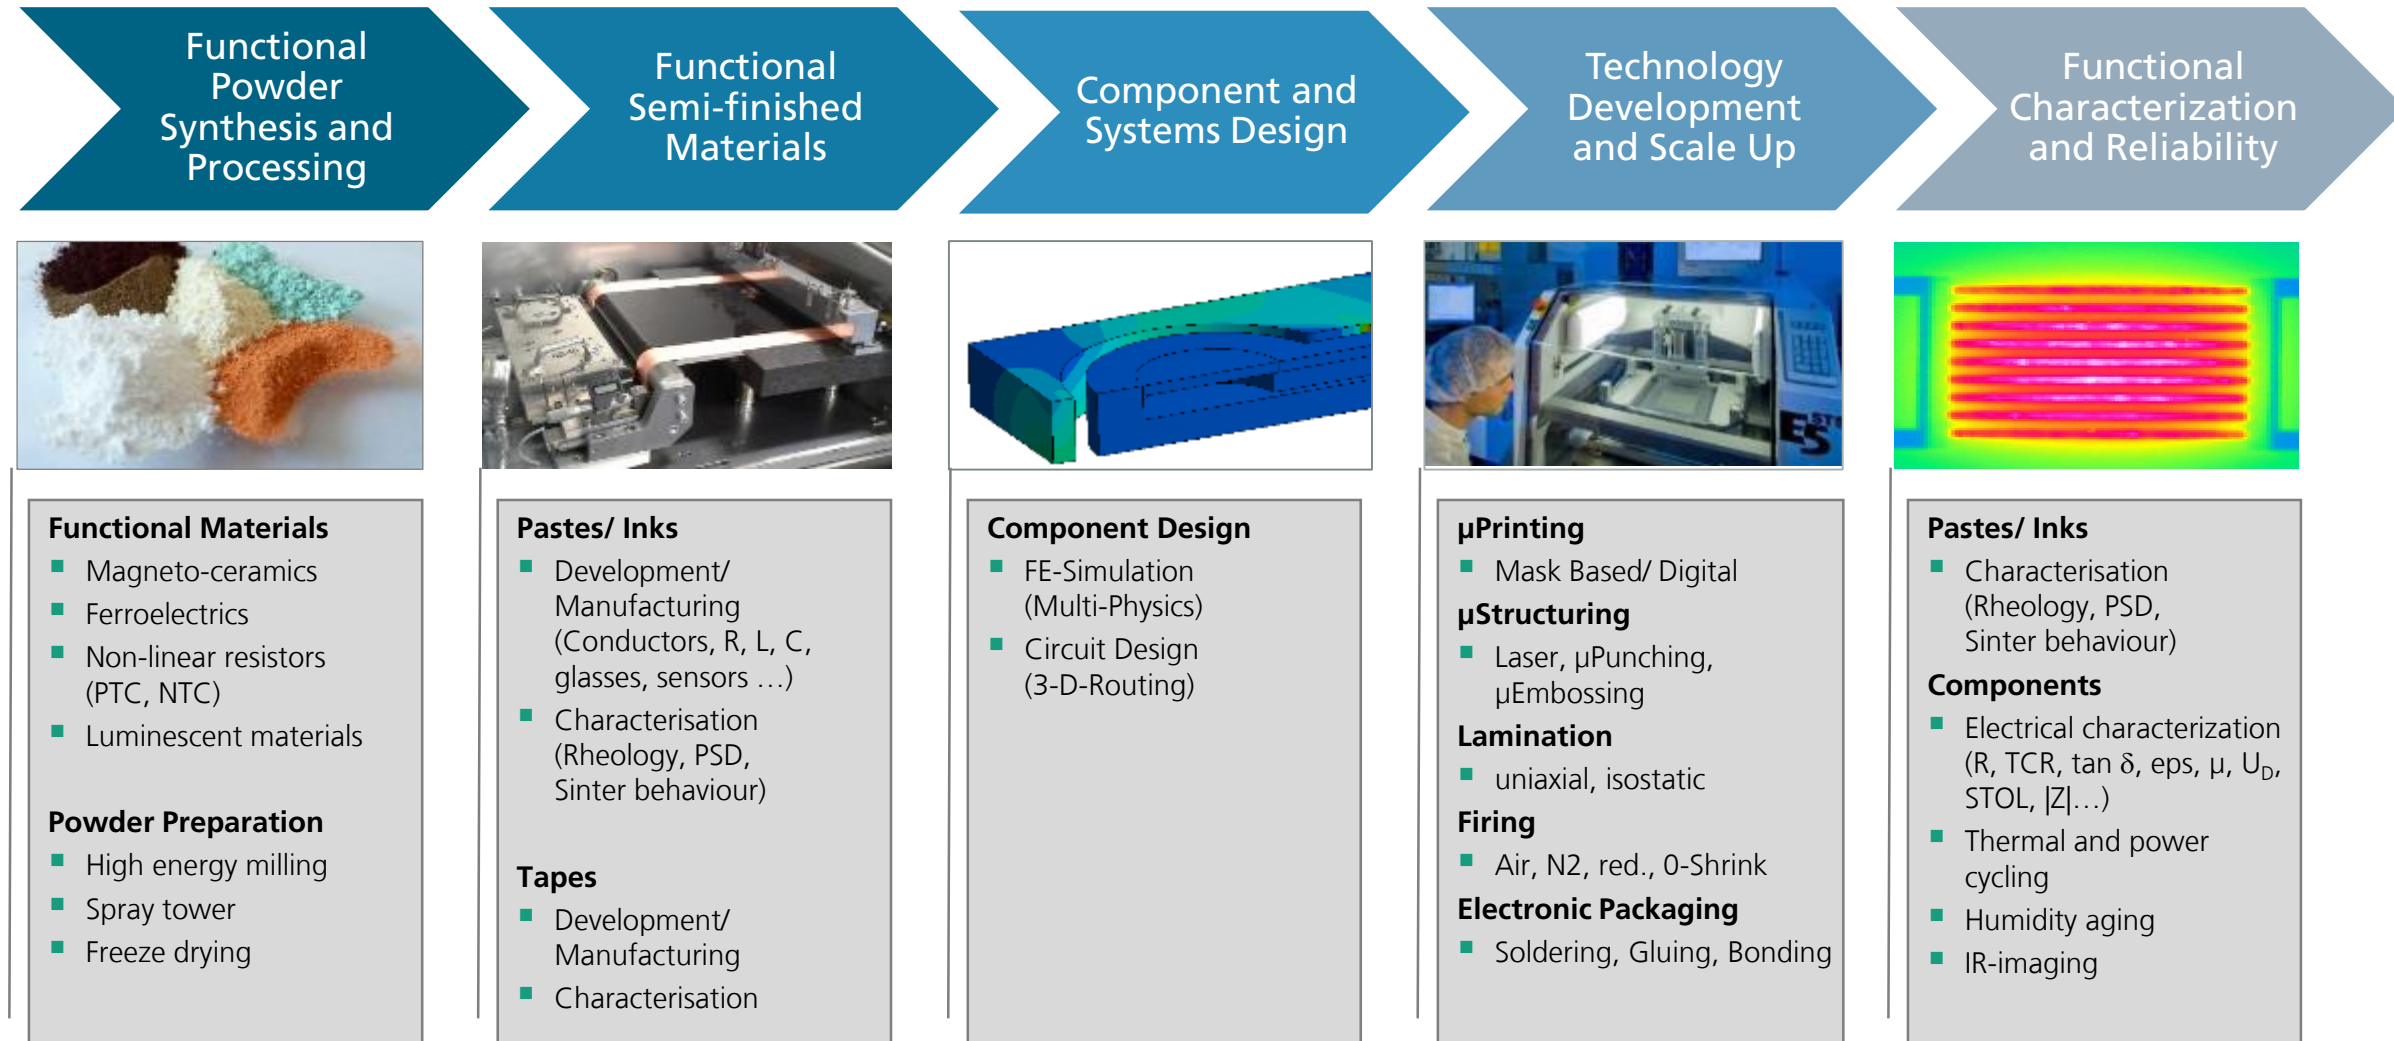 Functional
Powder
Synthesis and
Processing
Functional
Semi-finished
Materials
Component and
Systems Design
Technology
Development
and Scale Up
Functional
Characterization
and Reliability
ES
Functional Materials
Magneto-ceramics
Ferroelectrics
Non-linear resistors
(PTC, NTC)
Luminescent materials
Powder Preparation
High energy milling
Spray tower
Freeze drying
Pastes/ Inks
Development/
Manufacturing
(Conductors, R, L, C,
glasses, sensors …)
Characterisation
(Rheology, PSD,
Sinter behaviour)
Tapes
Development/
Manufacturing
Characterisation
Component Design
FE-Simulation
(Multi-Physics)
Circuit Design
(3-D-Routing)
µPrinting
Mask Based/ Digital
µStructuring
Laser, µPunching,
µEmbossing
Lamination
uniaxial, isostatic
Firing
Air, N2, red., 0-Shrink
Electronic Packaging
Soldering, Gluing, Bonding
Pastes/ Inks
Characterisation
(Rheology, PSD,
Sinter behaviour)
Components
Electrical characterization
(R, TCR, tan δ, eps, µ, U_D,
STOL, |Z|…)
Thermal and power
cycling
Humidity aging
IR-imaging